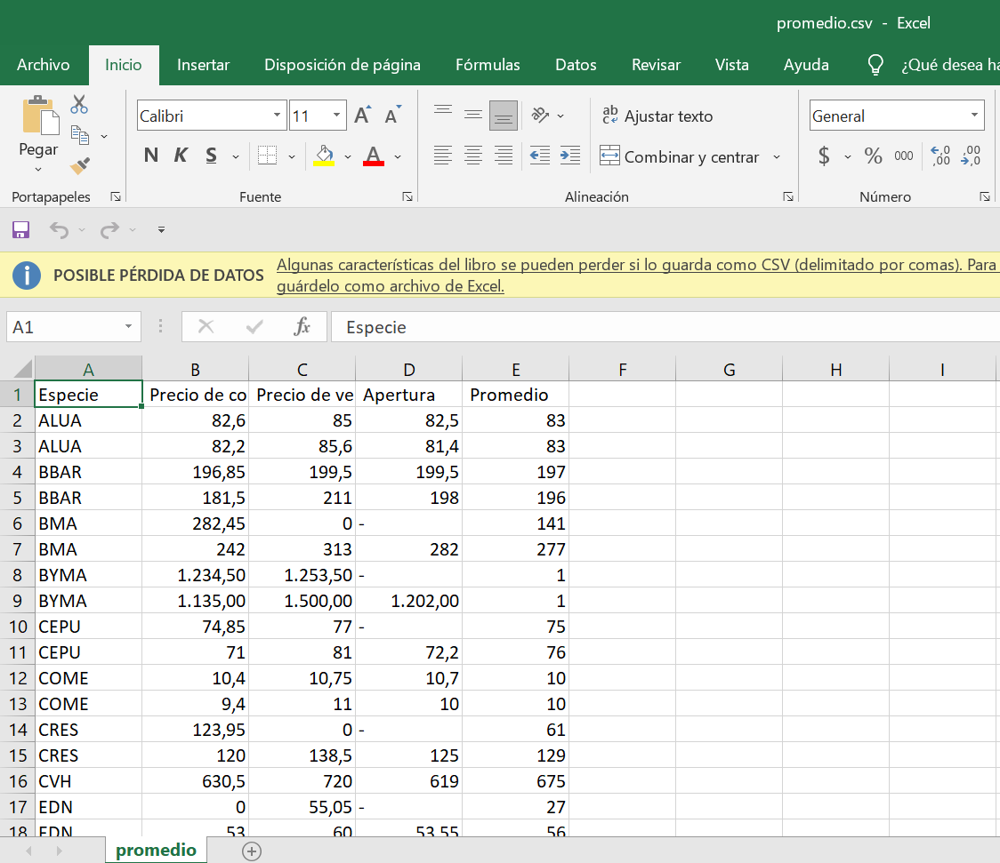 promedio.csv - Excel
Archivo Inicio Insertar Disposición de página Fórmulas Datos Revisar Vista Ayuda ¿Qué desea ha
Calibri 11 ab Ajustar texto General
Pegar N K S A Combinar y centrar $ % 000
Portapapeles Fuente Alineación Número
POSIBLE PÉRDIDA DE DATOS Algunas características del libro se pueden perder si lo guarda como CSV (delimitado por comas). Para
guárdelo como archivo de Excel.
A1 fx Especie
A B C D E F G H I
1 Especie Precio de co Precio de ve Apertura Promedio
2 ALUA 82,6 85 82,5 83
3 ALUA 82,2 85,6 81,4 83
4 BBAR 196,85 199,5 199,5 197
5 BBAR 181,5 211 198 196
6 BMA 282,45 0 - 141
7 BMA 242 313 282 277
8 BYMA 1.234,50 1.253,50 - 1
9 BYMA 1.135,00 1.500,00 1.202,00 1
10 CEPU 74,85 77 - 75
11 CEPU 71 81 72,2 76
12 COME 10,4 10,75 10,7 10
13 COME 9,4 11 10 10
14 CRES 123,95 0 - 61
15 CRES 120 138,5 125 129
16 CVH 630,5 720 619 675
17 EDN 0 55,05 - 27
18 EDN 53 60 53,55 56
promedio